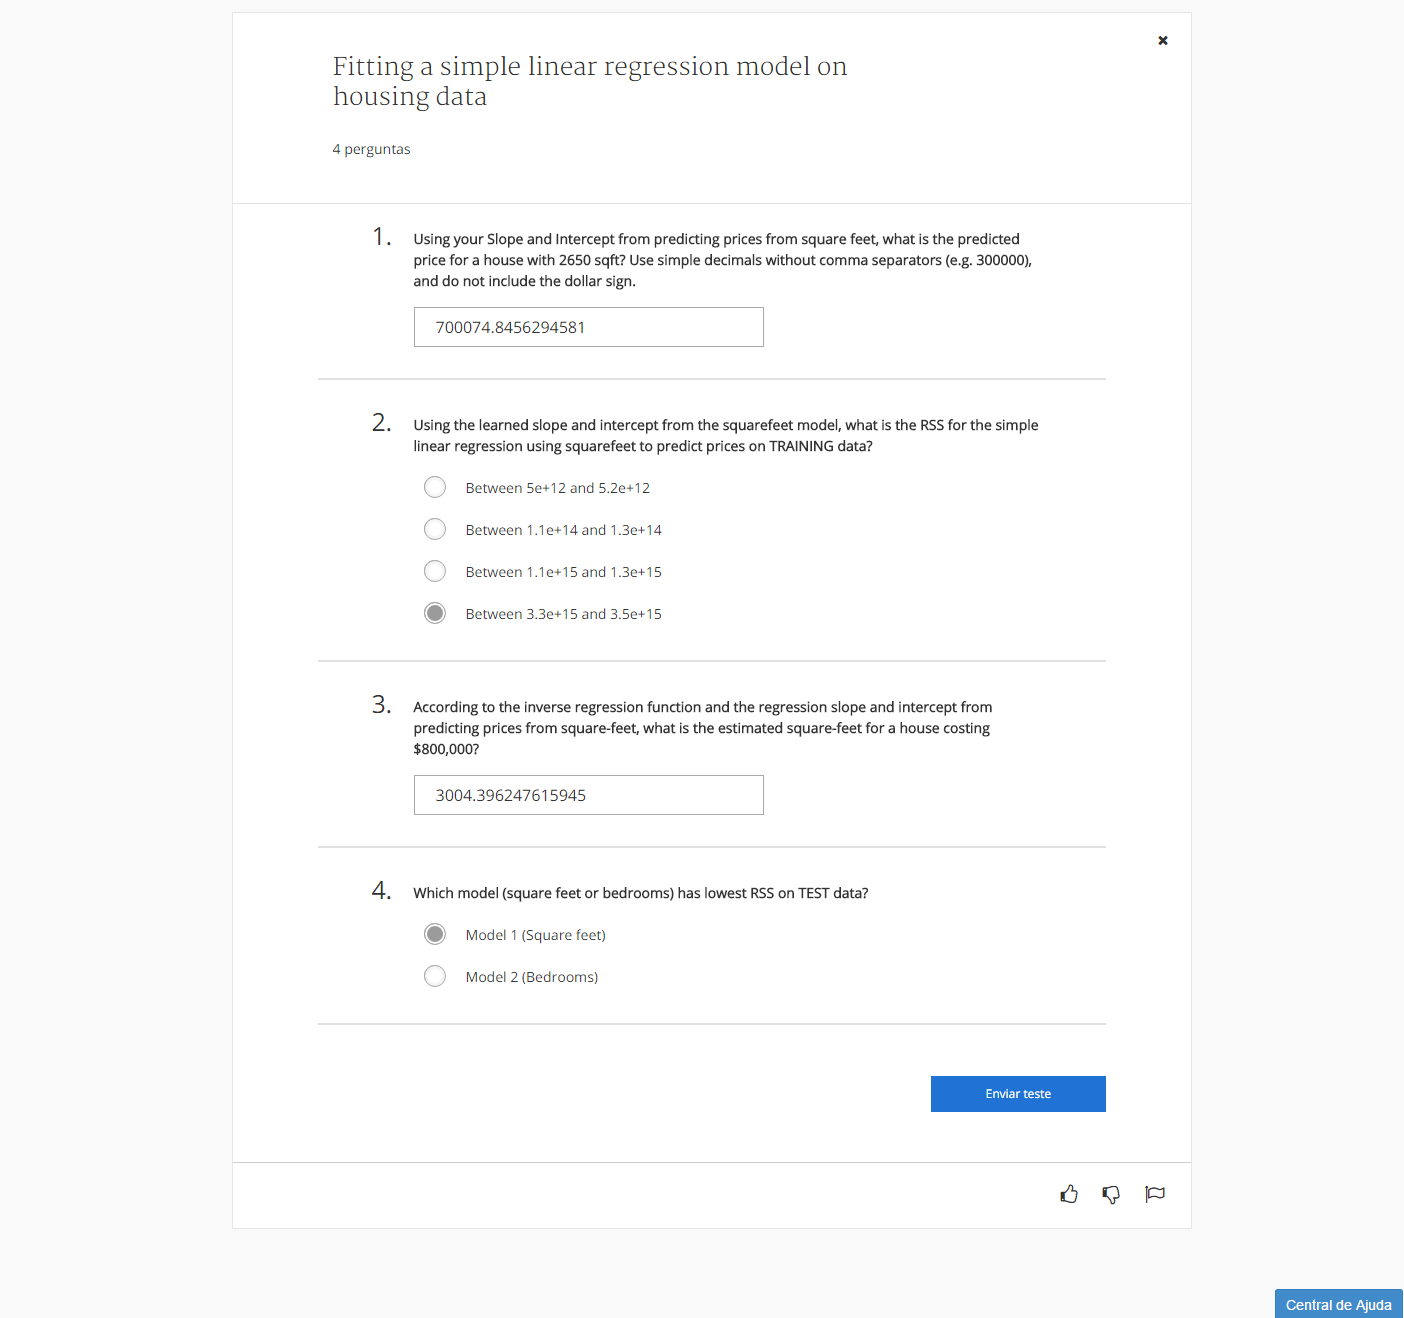 Fitting a simple linear regression model on
housing data
4 perguntas
1. Using your Slope and Intercept from predicting prices from square feet, what is the predicted
price for a house with 2650 sqft? Use simple decimals without comma separators (e.g. 300000),
and do not include the dollar sign.
700074.8456294581
2. Using the learned slope and intercept from the squarefeet model, what is the RSS for the simple
linear regression using squarefeet to predict prices on TRAINING data?
Between 5e+12 and 5.2e+12
Between 1.1e+14 and 1.3e+14
Between 1.1e+15 and 1.3e+15
Between 3.3e+15 and 3.5e+15
3. According to the inverse regression function and the regression slope and intercept from
predicting prices from square-feet, what is the estimated square-feet for a house costing
$800,000?
3004.396247615945
4. Which model (square feet or bedrooms) has lowest RSS on TEST data?
Model 1 (Square feet)
Model 2 (Bedrooms)
Enviar teste
Central de Ajuda